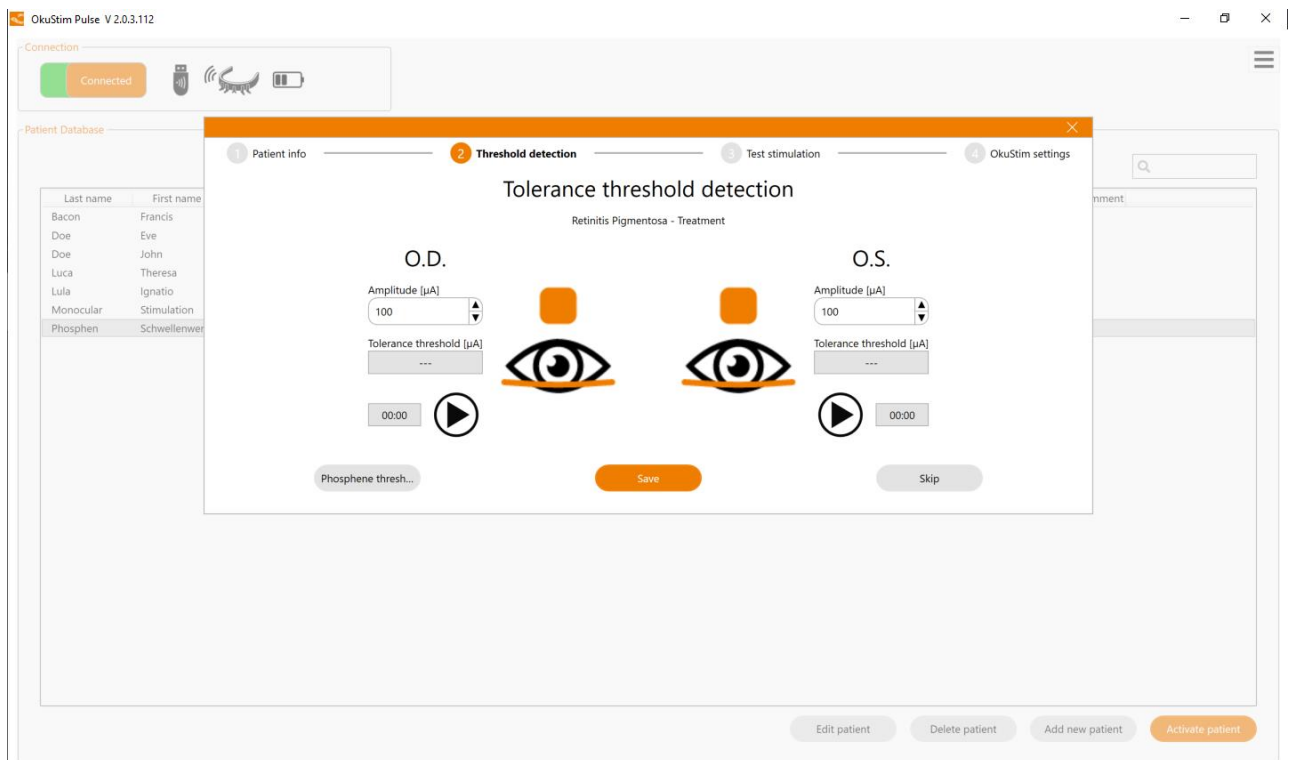 OkuStim Pulse V 2.0.3.112
Connection
Connected
Patient Database
1 Patient info
2 Threshold detection
3 Test stimulation
4 OkuStim settings
Tolerance threshold detection
Retinitis Pigmentosa - Treatment
O.D.
O.S.
Amplitude [µA]
100
Tolerance threshold [µA]
---
00:00
Amplitude [µA]
100
Tolerance threshold [µA]
---
00:00
Phosphene thresh...
Save
Skip
Last name First name mment
Bacon Francis
Doe Eve
Doe John
Luca Theresa
Lula Ignatio
Monocular Stimulation
Phosphen Schwellenwer
Edit patient
Delete patient
Add new patient
Activate patient